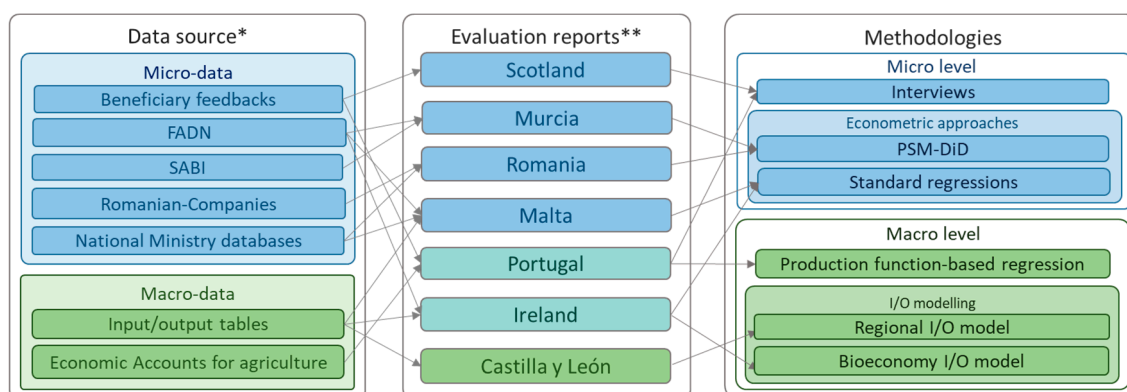 Data source*
Micro-data
Beneficiary feedbacks
FADN
SABI
Romanian-Companies
National Ministry databases
Macro-data
Input/output tables
Economic Accounts for agriculture
Evaluation reports**
Scotland
Murcia
Romania
Malta
Portugal
Ireland
Castilla y León
Methodologies
Micro level
Interviews
Econometric approaches
PSM-DiD
Standard regressions
Macro level
Production function-based regression
I/O modelling
Regional I/O model
Bioeconomy I/O model